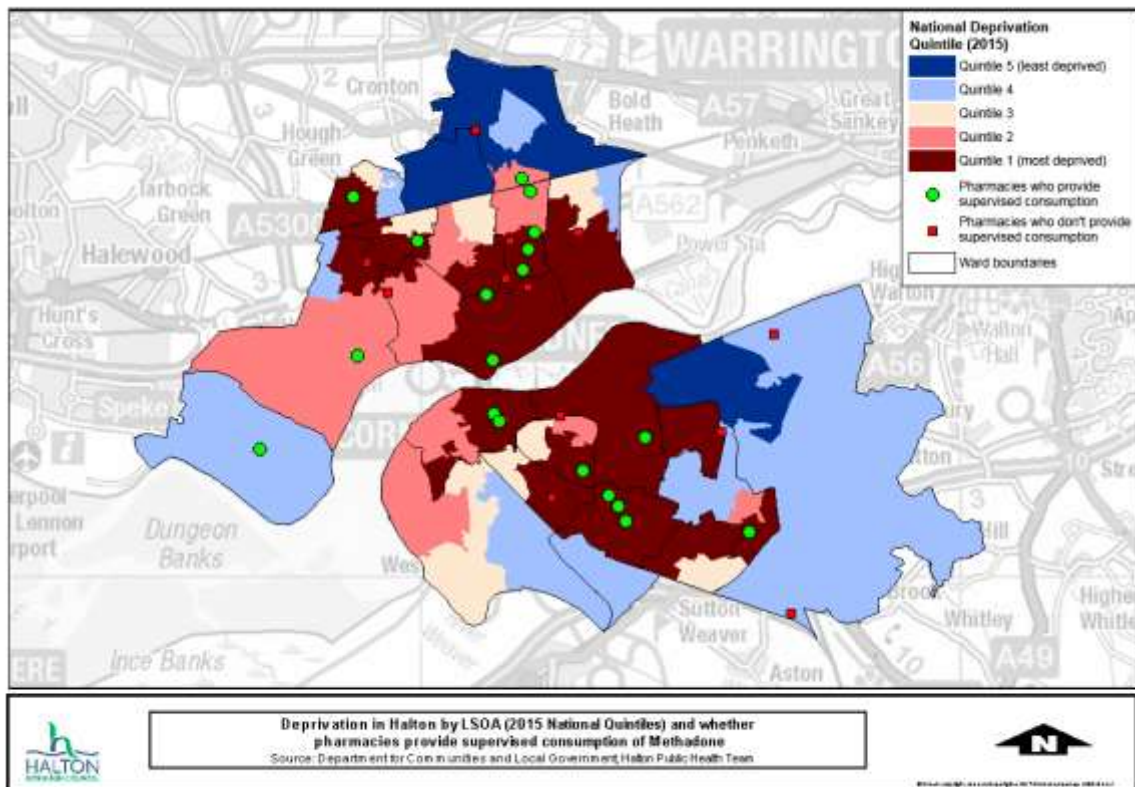 WARRINGTON
Cronton
Bold
Heath
A57
Great
Sankey
Penketh
Hough
Green
Tarbock
Green
A5300
A562
Halewood
Power Sta
Canal
Hunt's
Cross
Walton
Hall
A56
Dungeon
Banks
Sutton
Weaver
Whitley
Ince Banks
Aston
A49
National Deprivation
Quintile (2015)
Quintile 5 (least deprived)
Quintile 4
Quintile 3
Quintile 2
Quintile 1 (most deprived)
Pharmacies who provide
supervised consumption
Pharmacies who don't provide
supervised consumption
Ward boundaries
Deprivation in Halton by LSOA (2015 National Quintiles) and whether
pharmacies provide supervised consumption of Methadone
Source: Department for Communities and Local Government, Halton Public Health Team
HALTON
BOROUGH COUNCIL
N